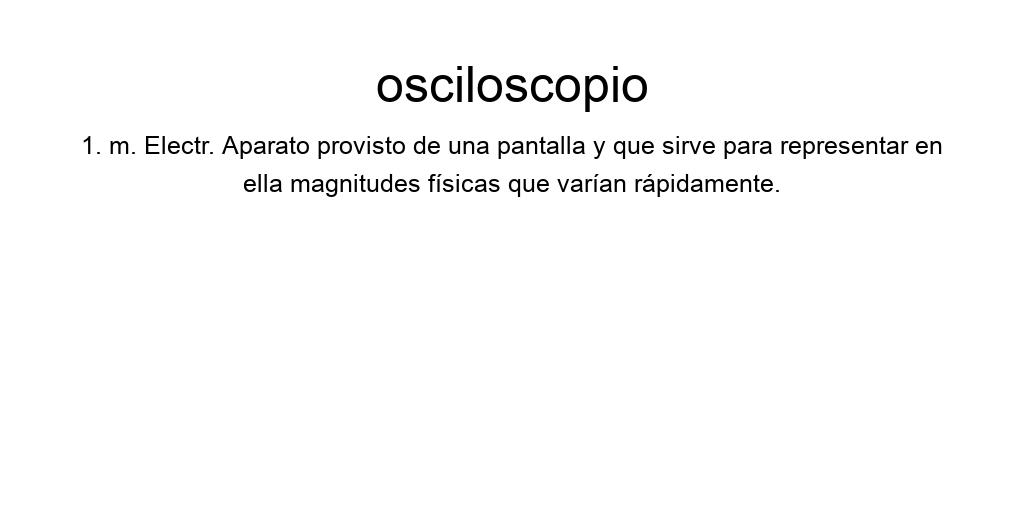 osciloscopio
1. m. Electr. Aparato provisto de una pantalla y que sirve para representar en
ella magnitudes físicas que varían rápidamente.